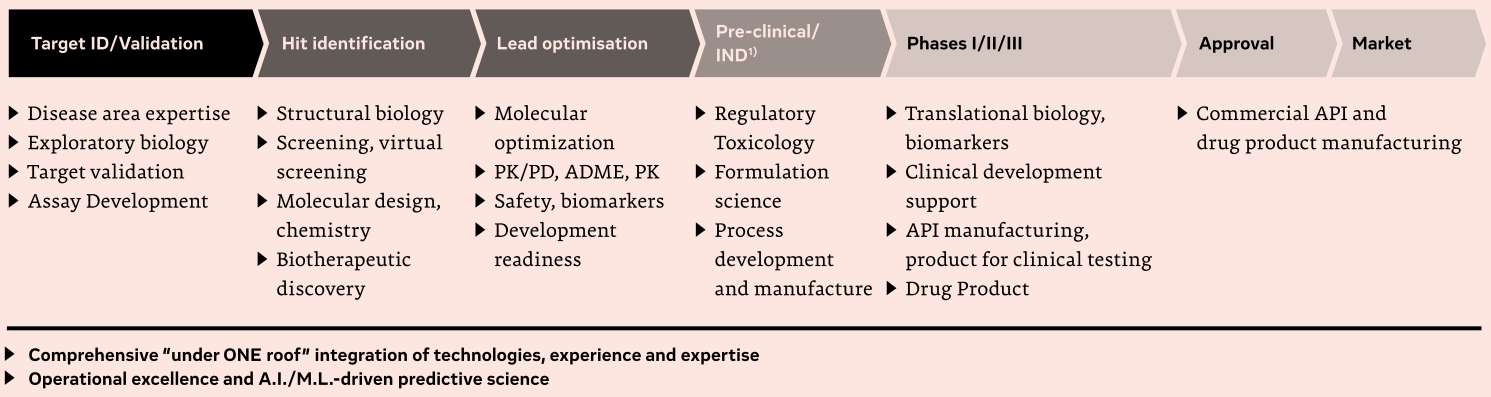 Target ID/Validation
Hit identification
Lead optimisation
Pre-clinical/
IND¹⁾
Phases I/II/III
Approval
Market
Disease area expertise
Exploratory biology
Target validation
Assay Development
Structural biology
Screening, virtual
screening
Molecular design,
chemistry
Biotherapeutic
discovery
Molecular
optimization
PK/PD, ADME, PK
Safety, biomarkers
Development
readiness
Regulatory
Toxicology
Formulation
science
Process
development
and manufacture
Translational biology,
biomarkers
Clinical development
support
API manufacturing,
product for clinical testing
Drug Product
Commercial API and
drug product manufacturing
Comprehensive "under ONE roof" integration of technologies, experience and expertise
Operational excellence and A.I./M.L.-driven predictive science